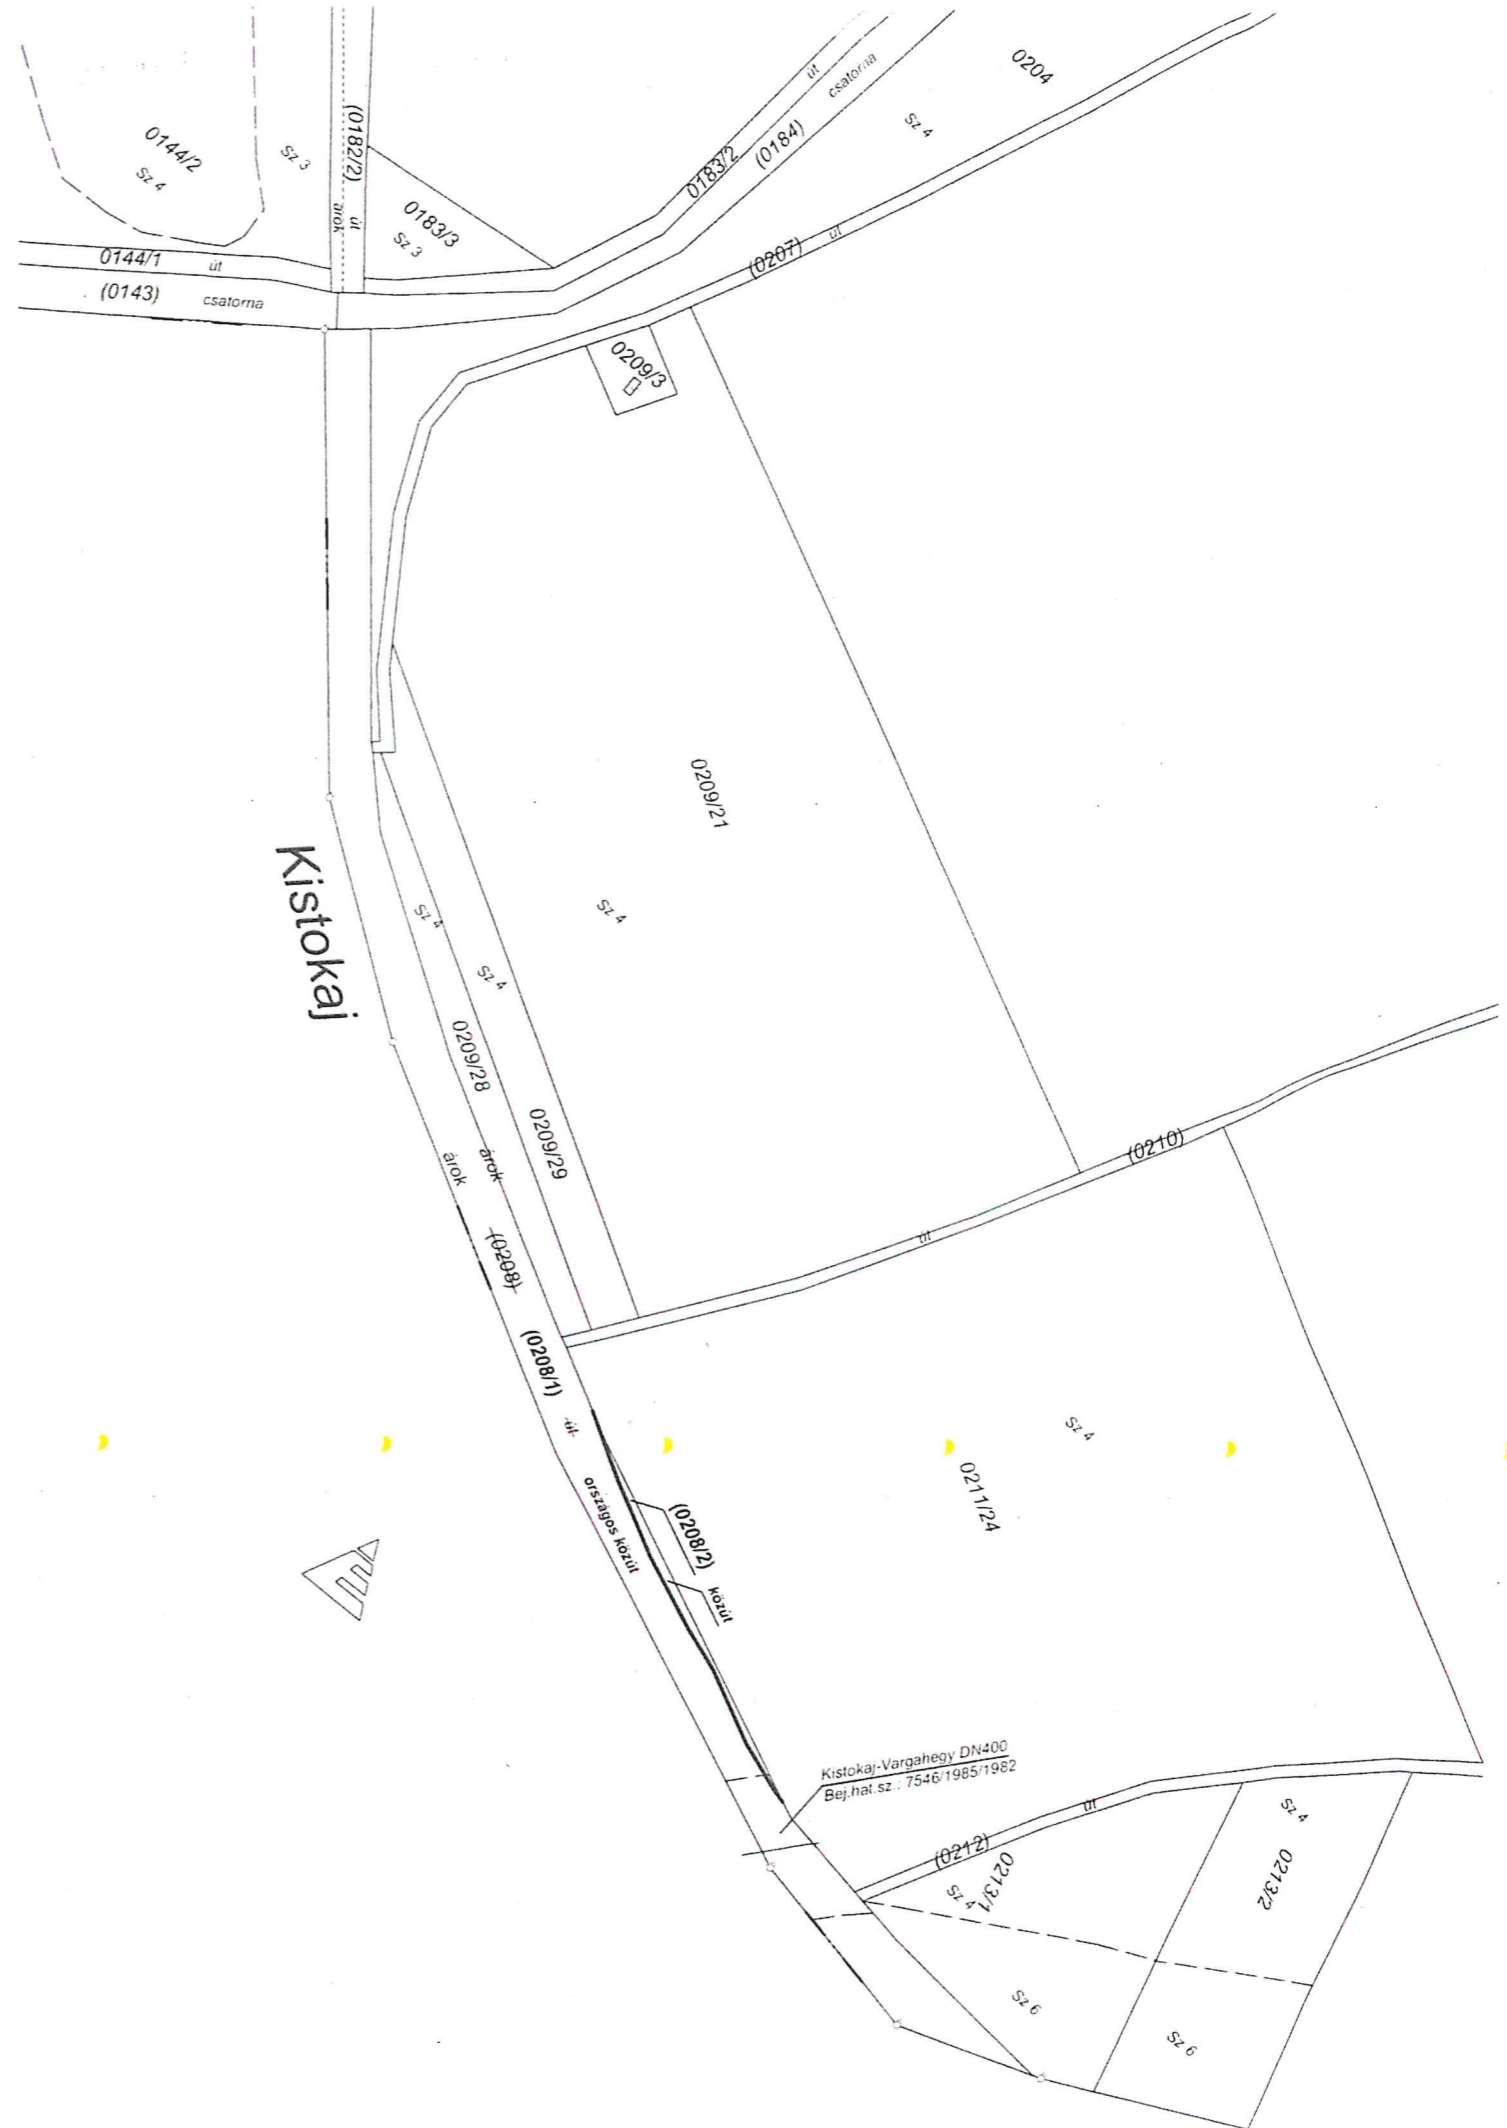 0204
út
csatorna
Sz 4
(0182/2)
0144/2
Sz 3
(0184)
0183/2
Sz 4
0183/3
út
árok
Sz 3
út
(0207)
0144/1
út
(0143)
csatorna
0209/3
0209/21
Sz 4
Kistokaj
Sz 4
Sz 4
0209/28
0209/29
(0210)
árok
árok
út
(0208)
(0208/1)
út
Sz 4
0211/24
országos közút
(0208/2)
közút
Kistokaj-Vargahegy DN400
Bej.hat.sz.: 7546/1985/1982
út
Sz 4
(0212)
0213/1
Sz 4
0213/2
Sz 6
Sz 6